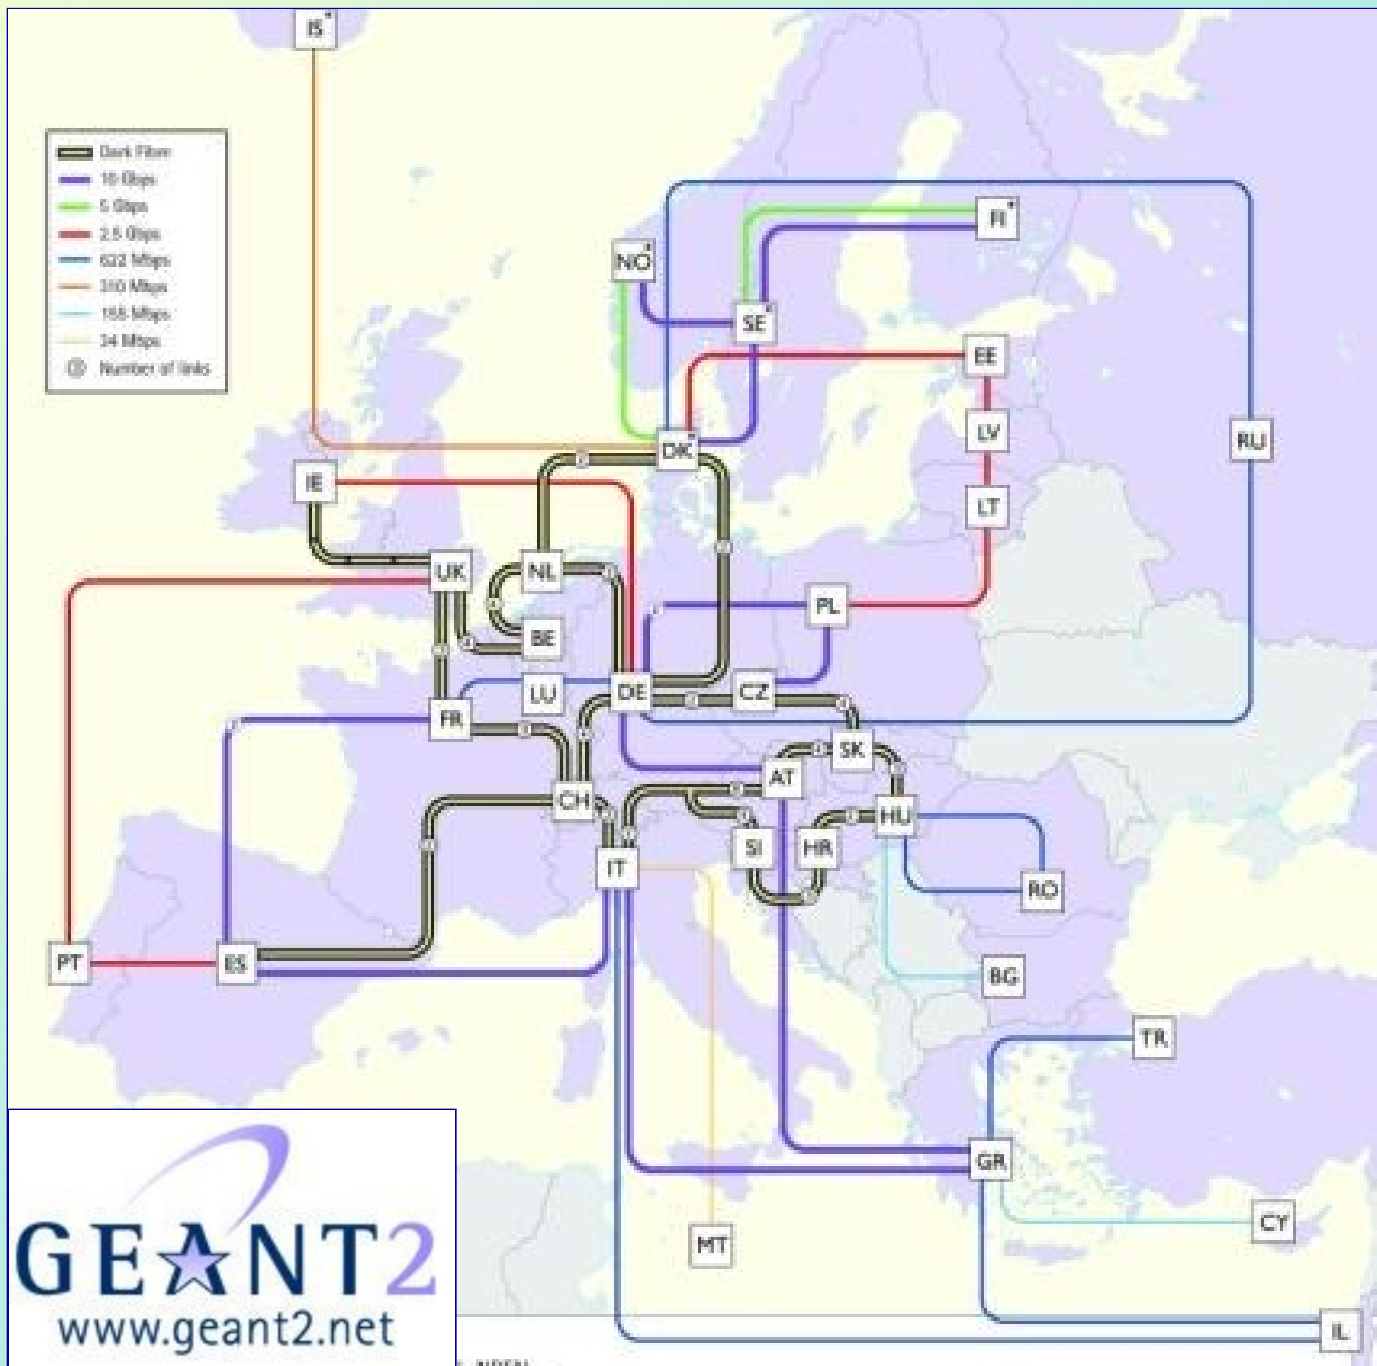 IS*
Dark Fibre
10 Gbps
5 Gbps
2.5 Gbps
622 Mbps
310 Mbps
155 Mbps
34 Mbps
Number of links
FI*
NO*
SE*
EE
LV
DK*
RU
IE
LT
UK
NL
PL
BE
LU
DE
CZ
FR
SK
AT
CH
HU
SI
HR
IT
RO
PT
ES
BG
TR
GR
CY
MT
GEANT2
www.geant2.net
IL